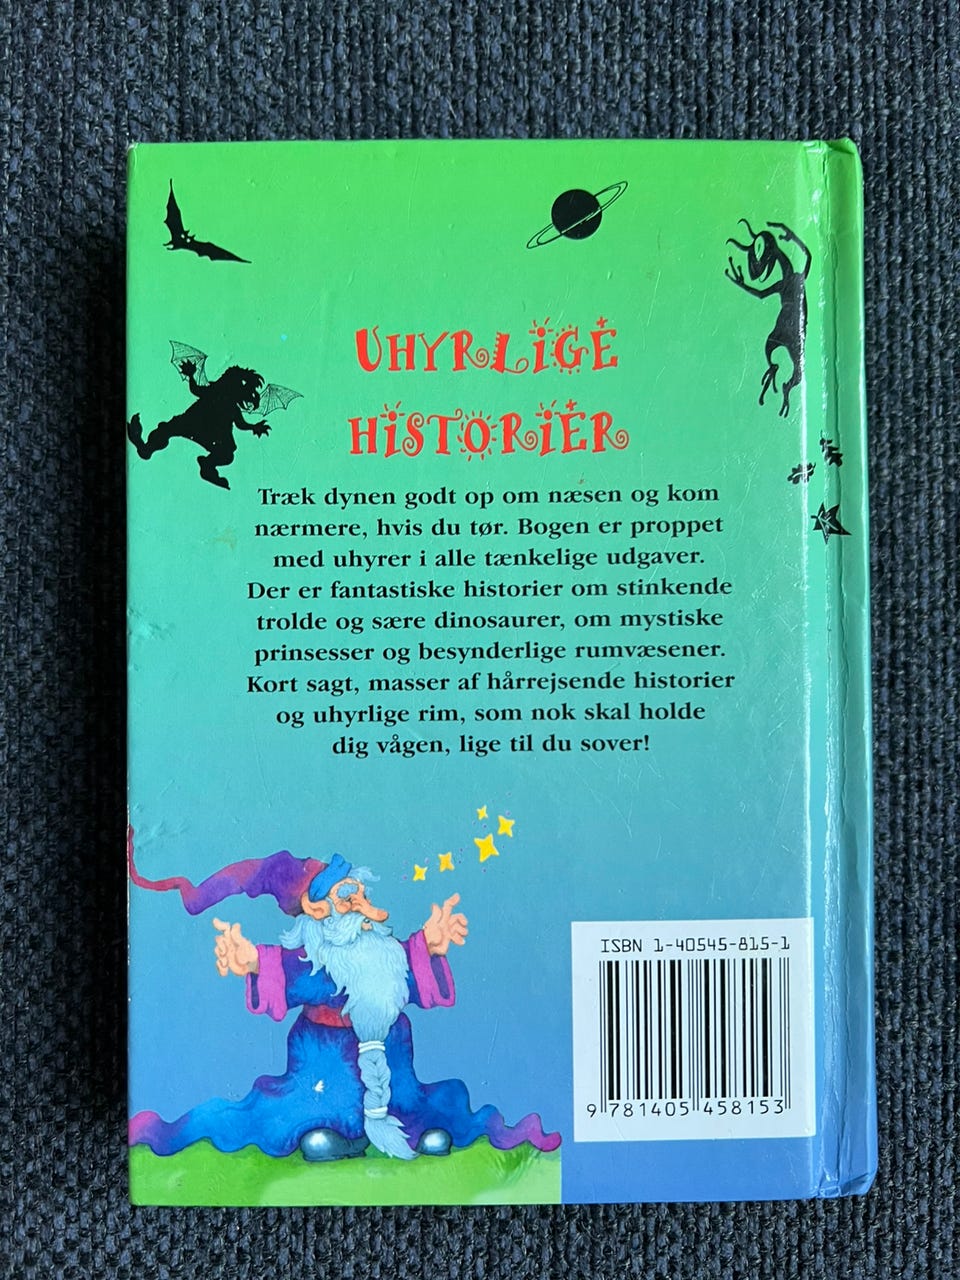 UHYRLIGE
HISTORIER
Træk dynen godt op om næsen og kom
nærmere, hvis du tør. Bogen er proppet
med uhyrer i alle tænkelige udgaver.
Der er fantastiske historier om stinkende
trolde og sære dinosaurer, om mystiske
prinsesser og besynderlige rumvæsener.
Kort sagt, masser af hårrejsende historier
og uhyrlige rim, som nok skal holde
dig vågen, lige til du sover!
ISBN 1-40545-815-1
9 781405 458153